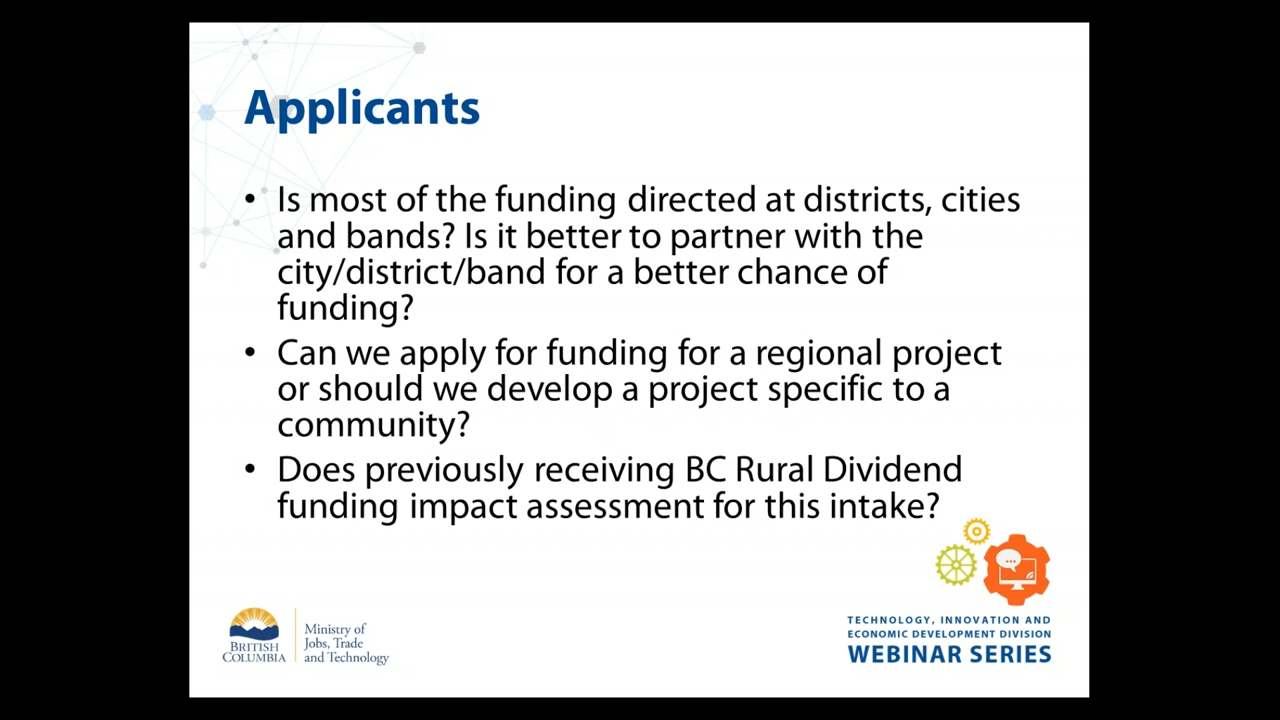 Applicants
• Is most of the funding directed at districts, cities
and bands? Is it better to partner with the
city/district/band for a better chance of
funding?
• Can we apply for funding for a regional project
or should we develop a project specific to a
community?
• Does previously receiving BC Rural Dividend
funding impact assessment for this intake?
BRITISH
COLUMBIA
Ministry of
Jobs, Trade
and Technology
TECHNOLOGY, INNOVATION AND
ECONOMIC DEVELOPMENT DIVISION
WEBINAR SERIES